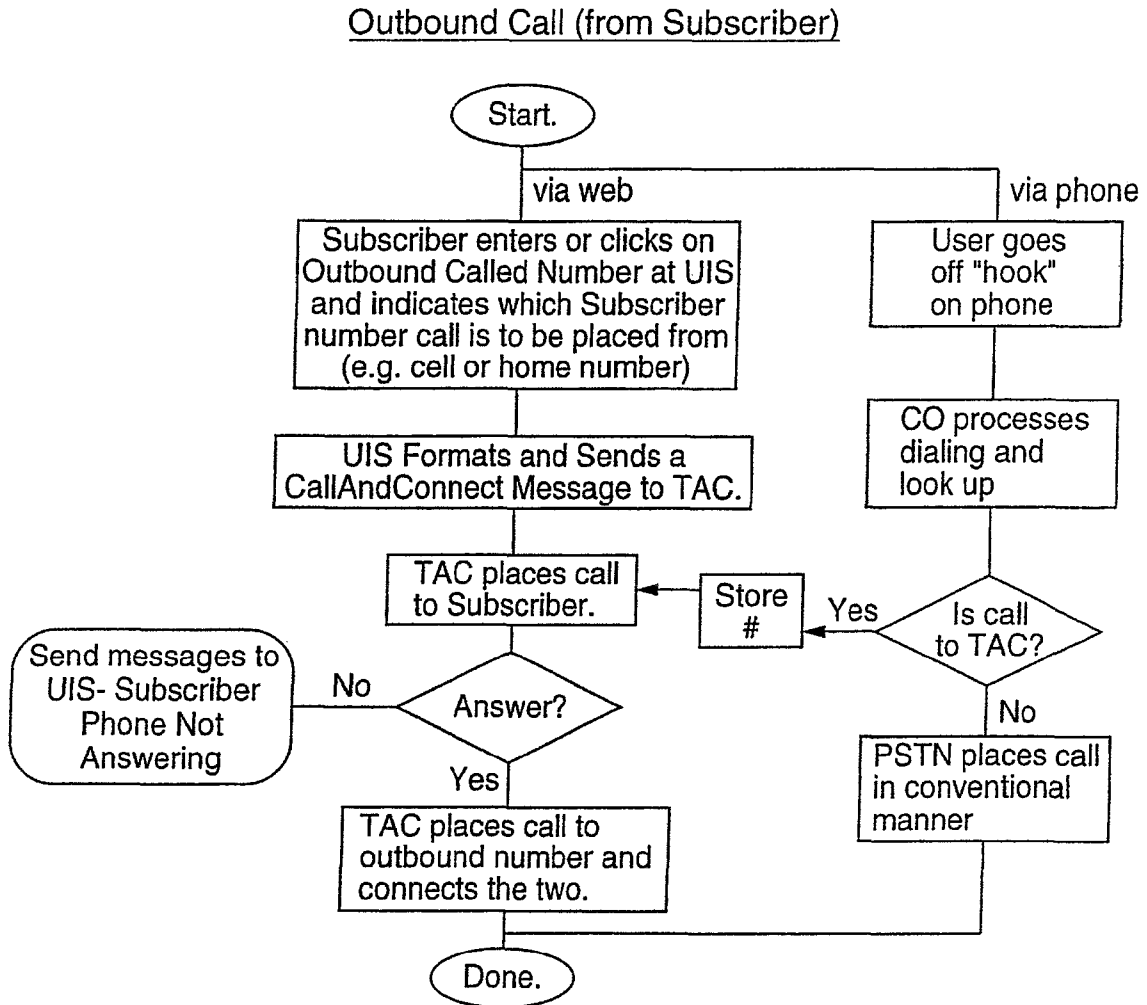 Outbound Call (from Subscriber)
Start.
via web
via phone
Subscriber enters or clicks on
Outbound Called Number at UIS
and indicates which Subscriber
number call is to be placed from
(e.g. cell or home number)
User goes
off "hook"
on phone
UIS Formats and Sends a
CallAndConnect Message to TAC.
CO processes
dialing and
look up
TAC places call
to Subscriber.
Store
#
Yes
Is call
to TAC?
Send messages to
UIS- Subscriber
Phone Not
Answering
No
Answer?
No
Yes
PSTN places call
in conventional
manner
TAC places call to
outbound number and
connects the two.
Done.